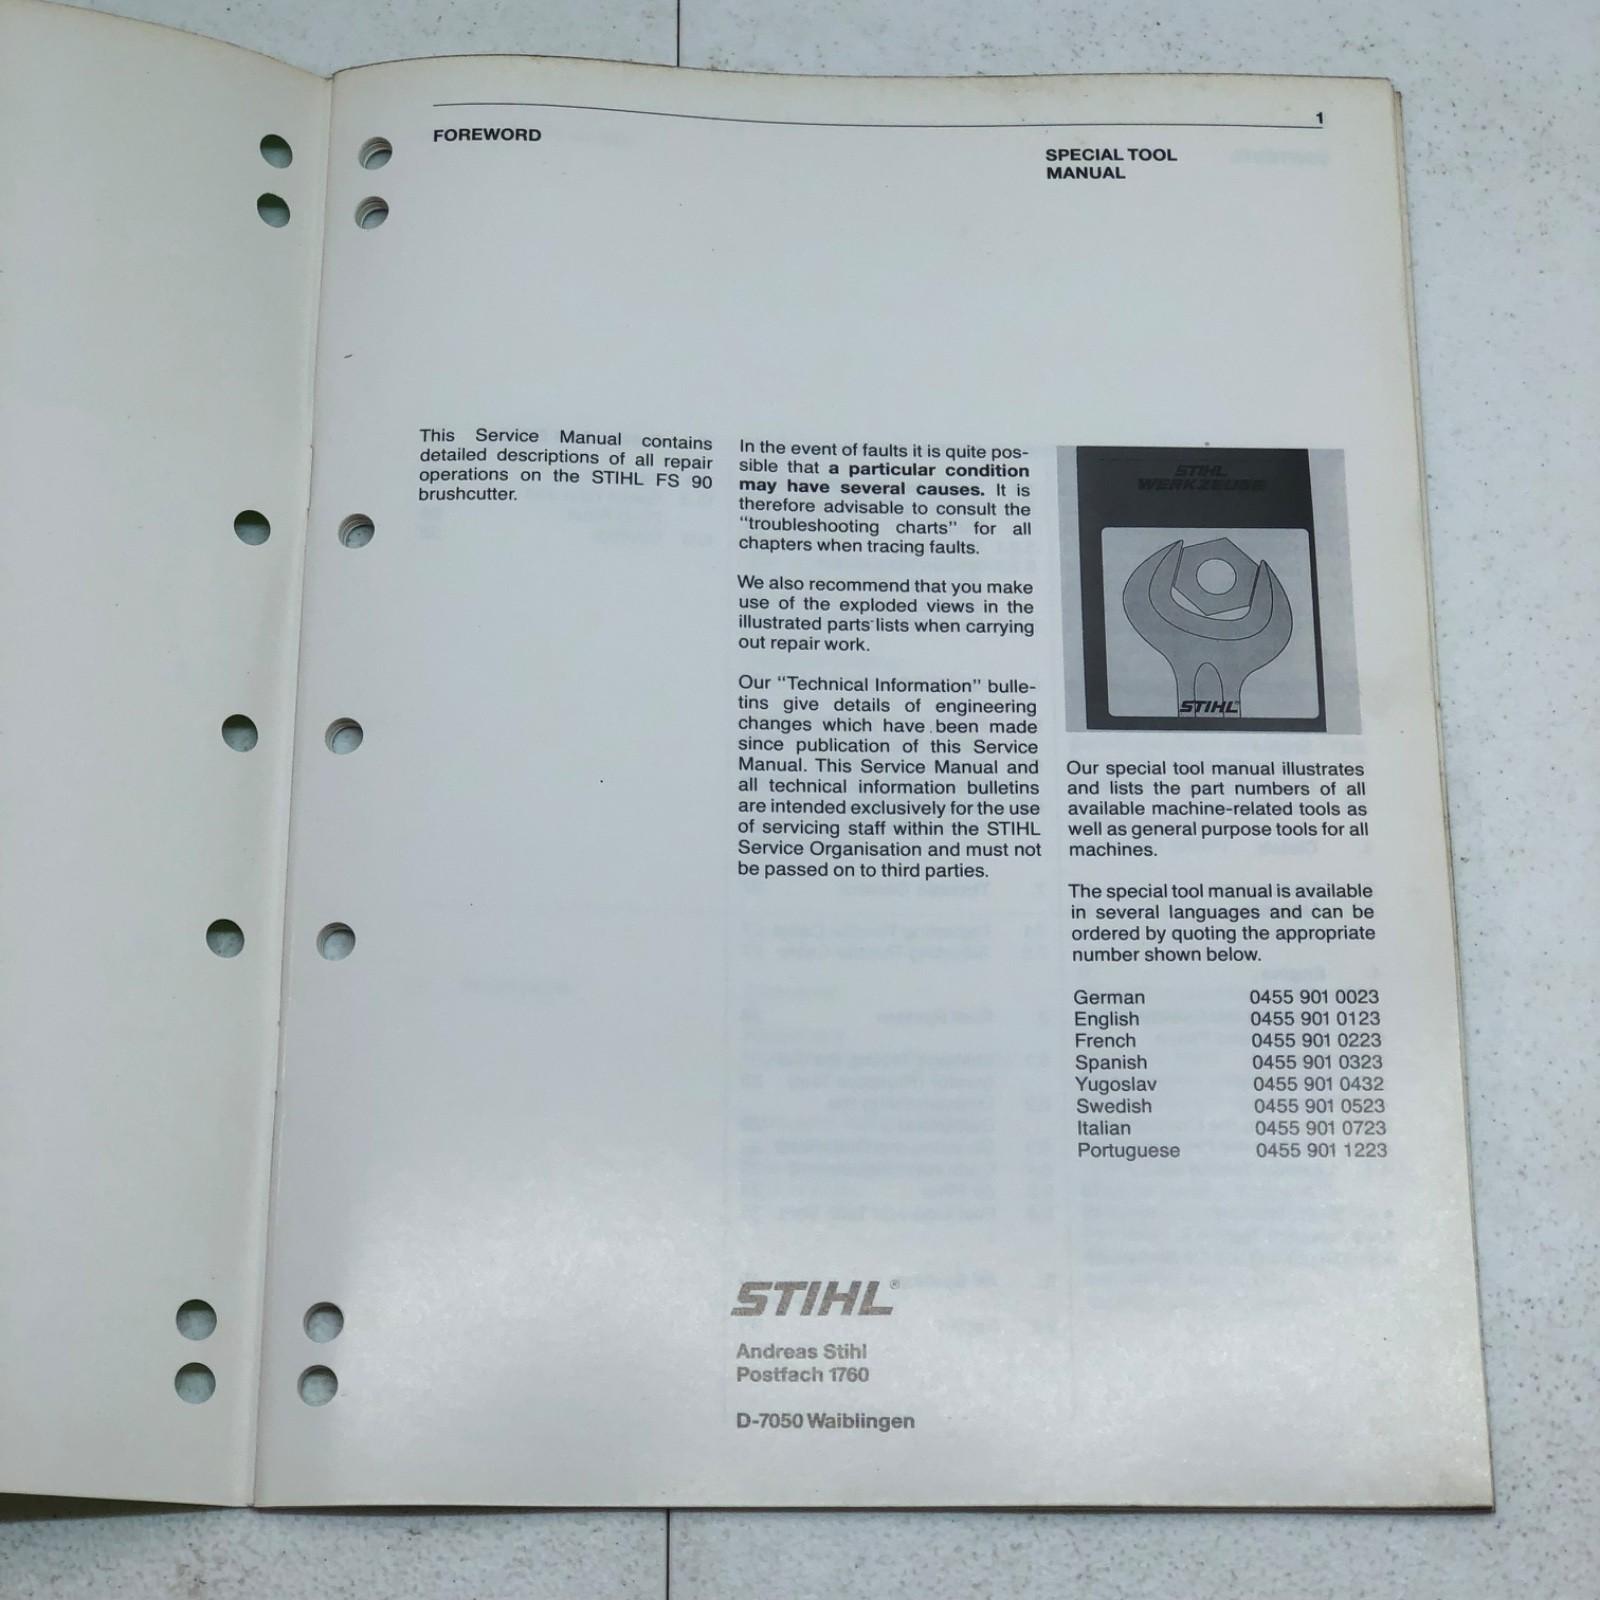 1
FOREWORD
SPECIAL TOOL
MANUAL
This Service Manual contains
detailed descriptions of all repair
operations on the STIHL FS 90
brushcutter.
In the event of faults it is quite pos-
sible that a particular condition
may have several causes. It is
therefore advisable to consult the
"troubleshooting charts" for all
chapters when tracing faults.
We also recommend that you make
use of the exploded views in the
illustrated parts lists when carrying
out repair work.
Our "Technical Information" bulle-
tins give details of engineering
changes which have been made
since publication of this Service
Manual. This Service Manual and
all technical information bulletins
are intended exclusively for the use
of servicing staff within the STIHL
Service Organisation and must not
be passed on to third parties.
STIHL
WERKZEUGE
STIHL
Our special tool manual illustrates
and lists the part numbers of all
available machine-related tools as
well as general purpose tools for all
machines.
The special tool manual is available
in several languages and can be
ordered by quoting the appropriate
number shown below.
German 0455 901 0023
English 0455 901 0123
French 0455 901 0223
Spanish 0455 901 0323
Yugoslav 0455 901 0432
Swedish 0455 901 0523
Italian 0455 901 0723
Portuguese 0455 901 1223
STIHL®
Andreas Stihl
Postfach 1760
D-7050 Waiblingen